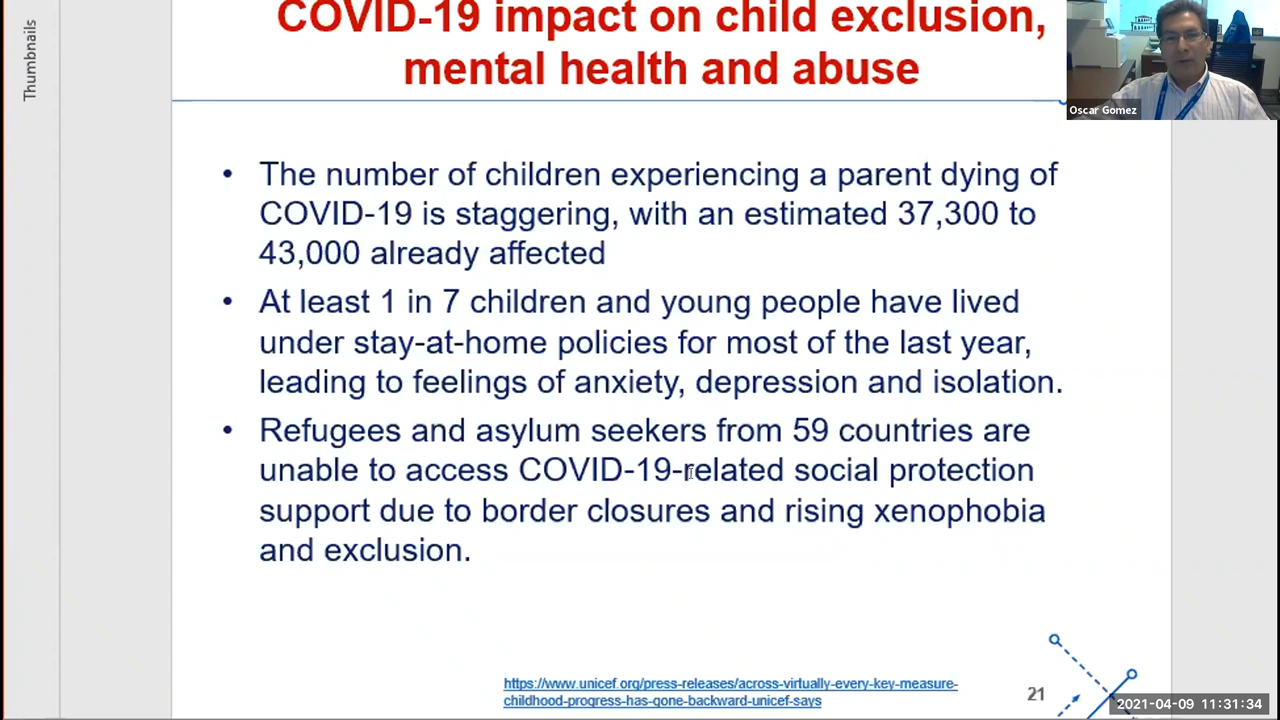 Thumbnails
COVID-19 impact on child exclusion,
mental health and abuse
Oscar Gomez
• The number of children experiencing a parent dying of
COVID-19 is staggering, with an estimated 37,300 to
43,000 already affected
• At least 1 in 7 children and young people have lived
under stay-at-home policies for most of the last year,
leading to feelings of anxiety, depression and isolation.
• Refugees and asylum seekers from 59 countries are
unable to access COVID-19-related social protection
support due to border closures and rising xenophobia
and exclusion.
https://www.unicef.org/press-releases/across-virtually-every-key-measure-
childhood-progress-has-gone-backward-unicef-says
21
2021-04-09 11:31:34